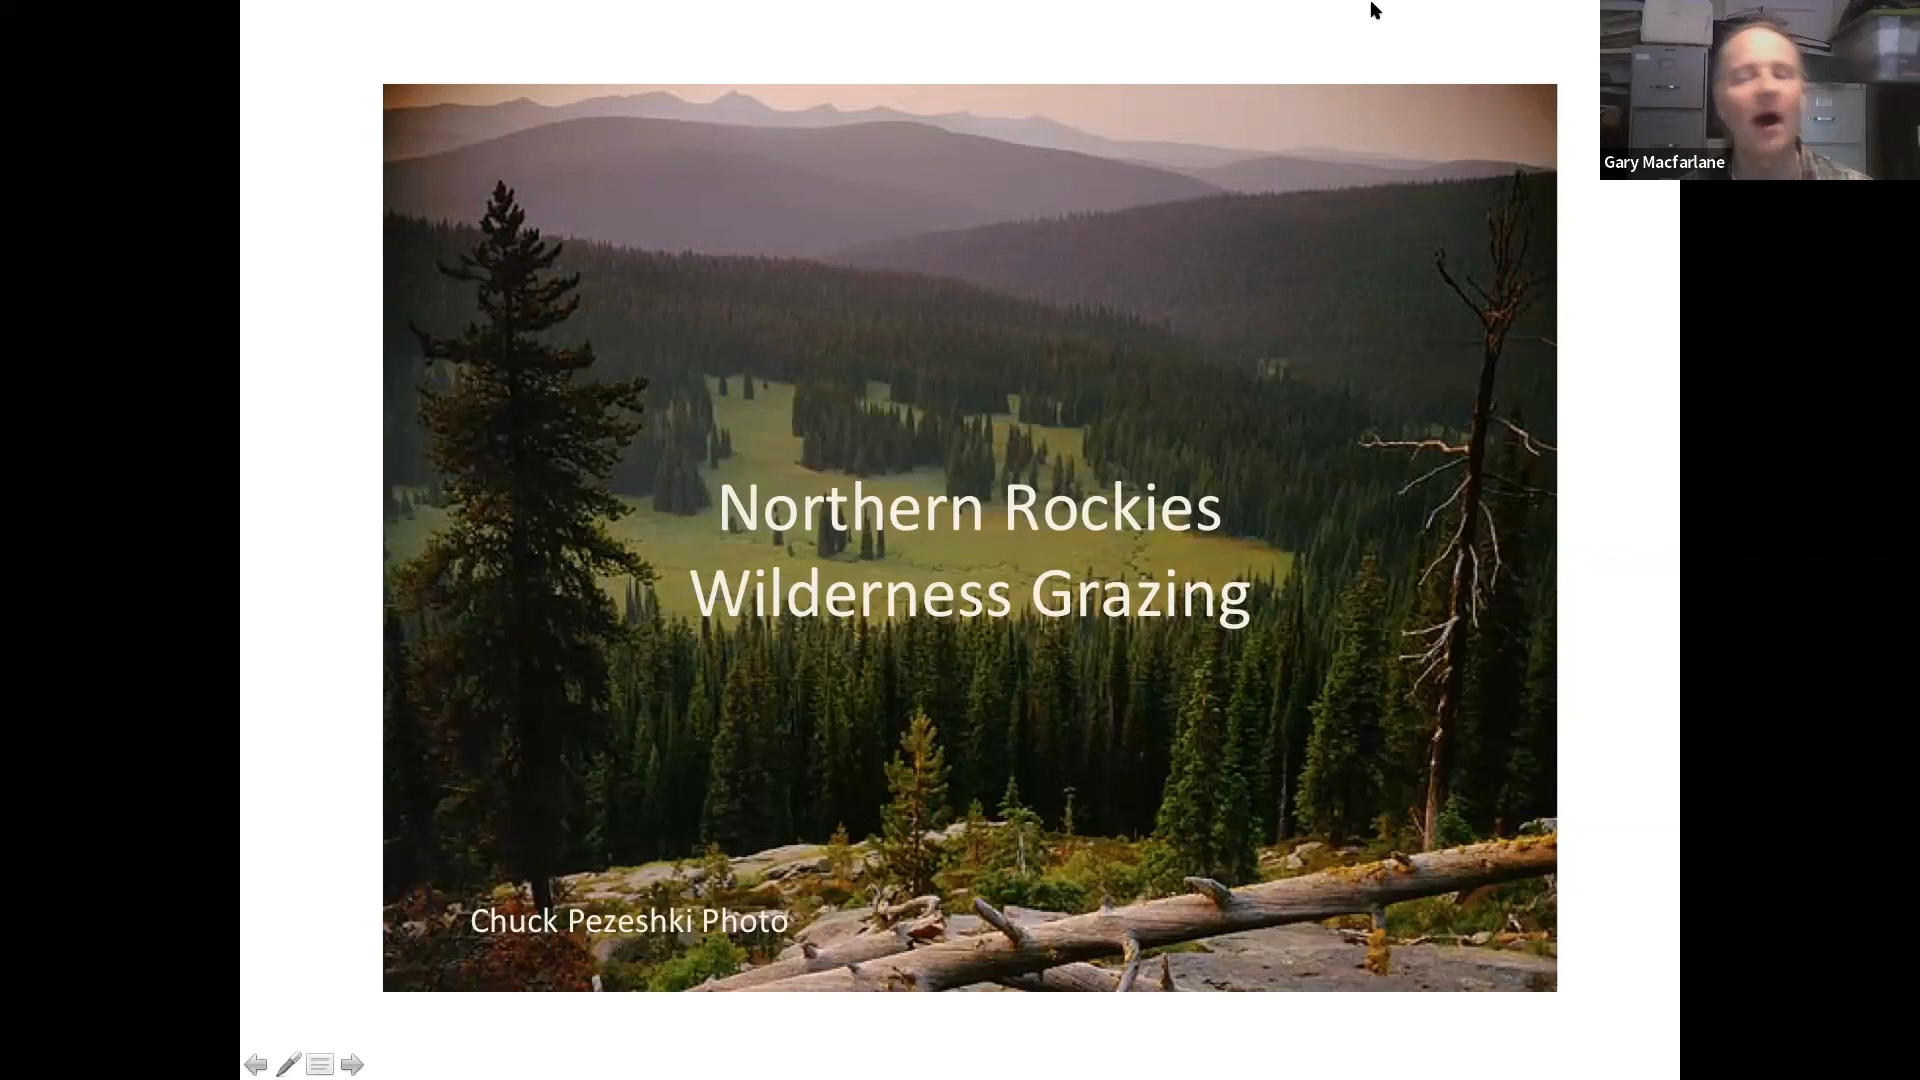 Gary Macfarlane
Northern Rockies
Wilderness Grazing
Chuck Pezeshki Photo